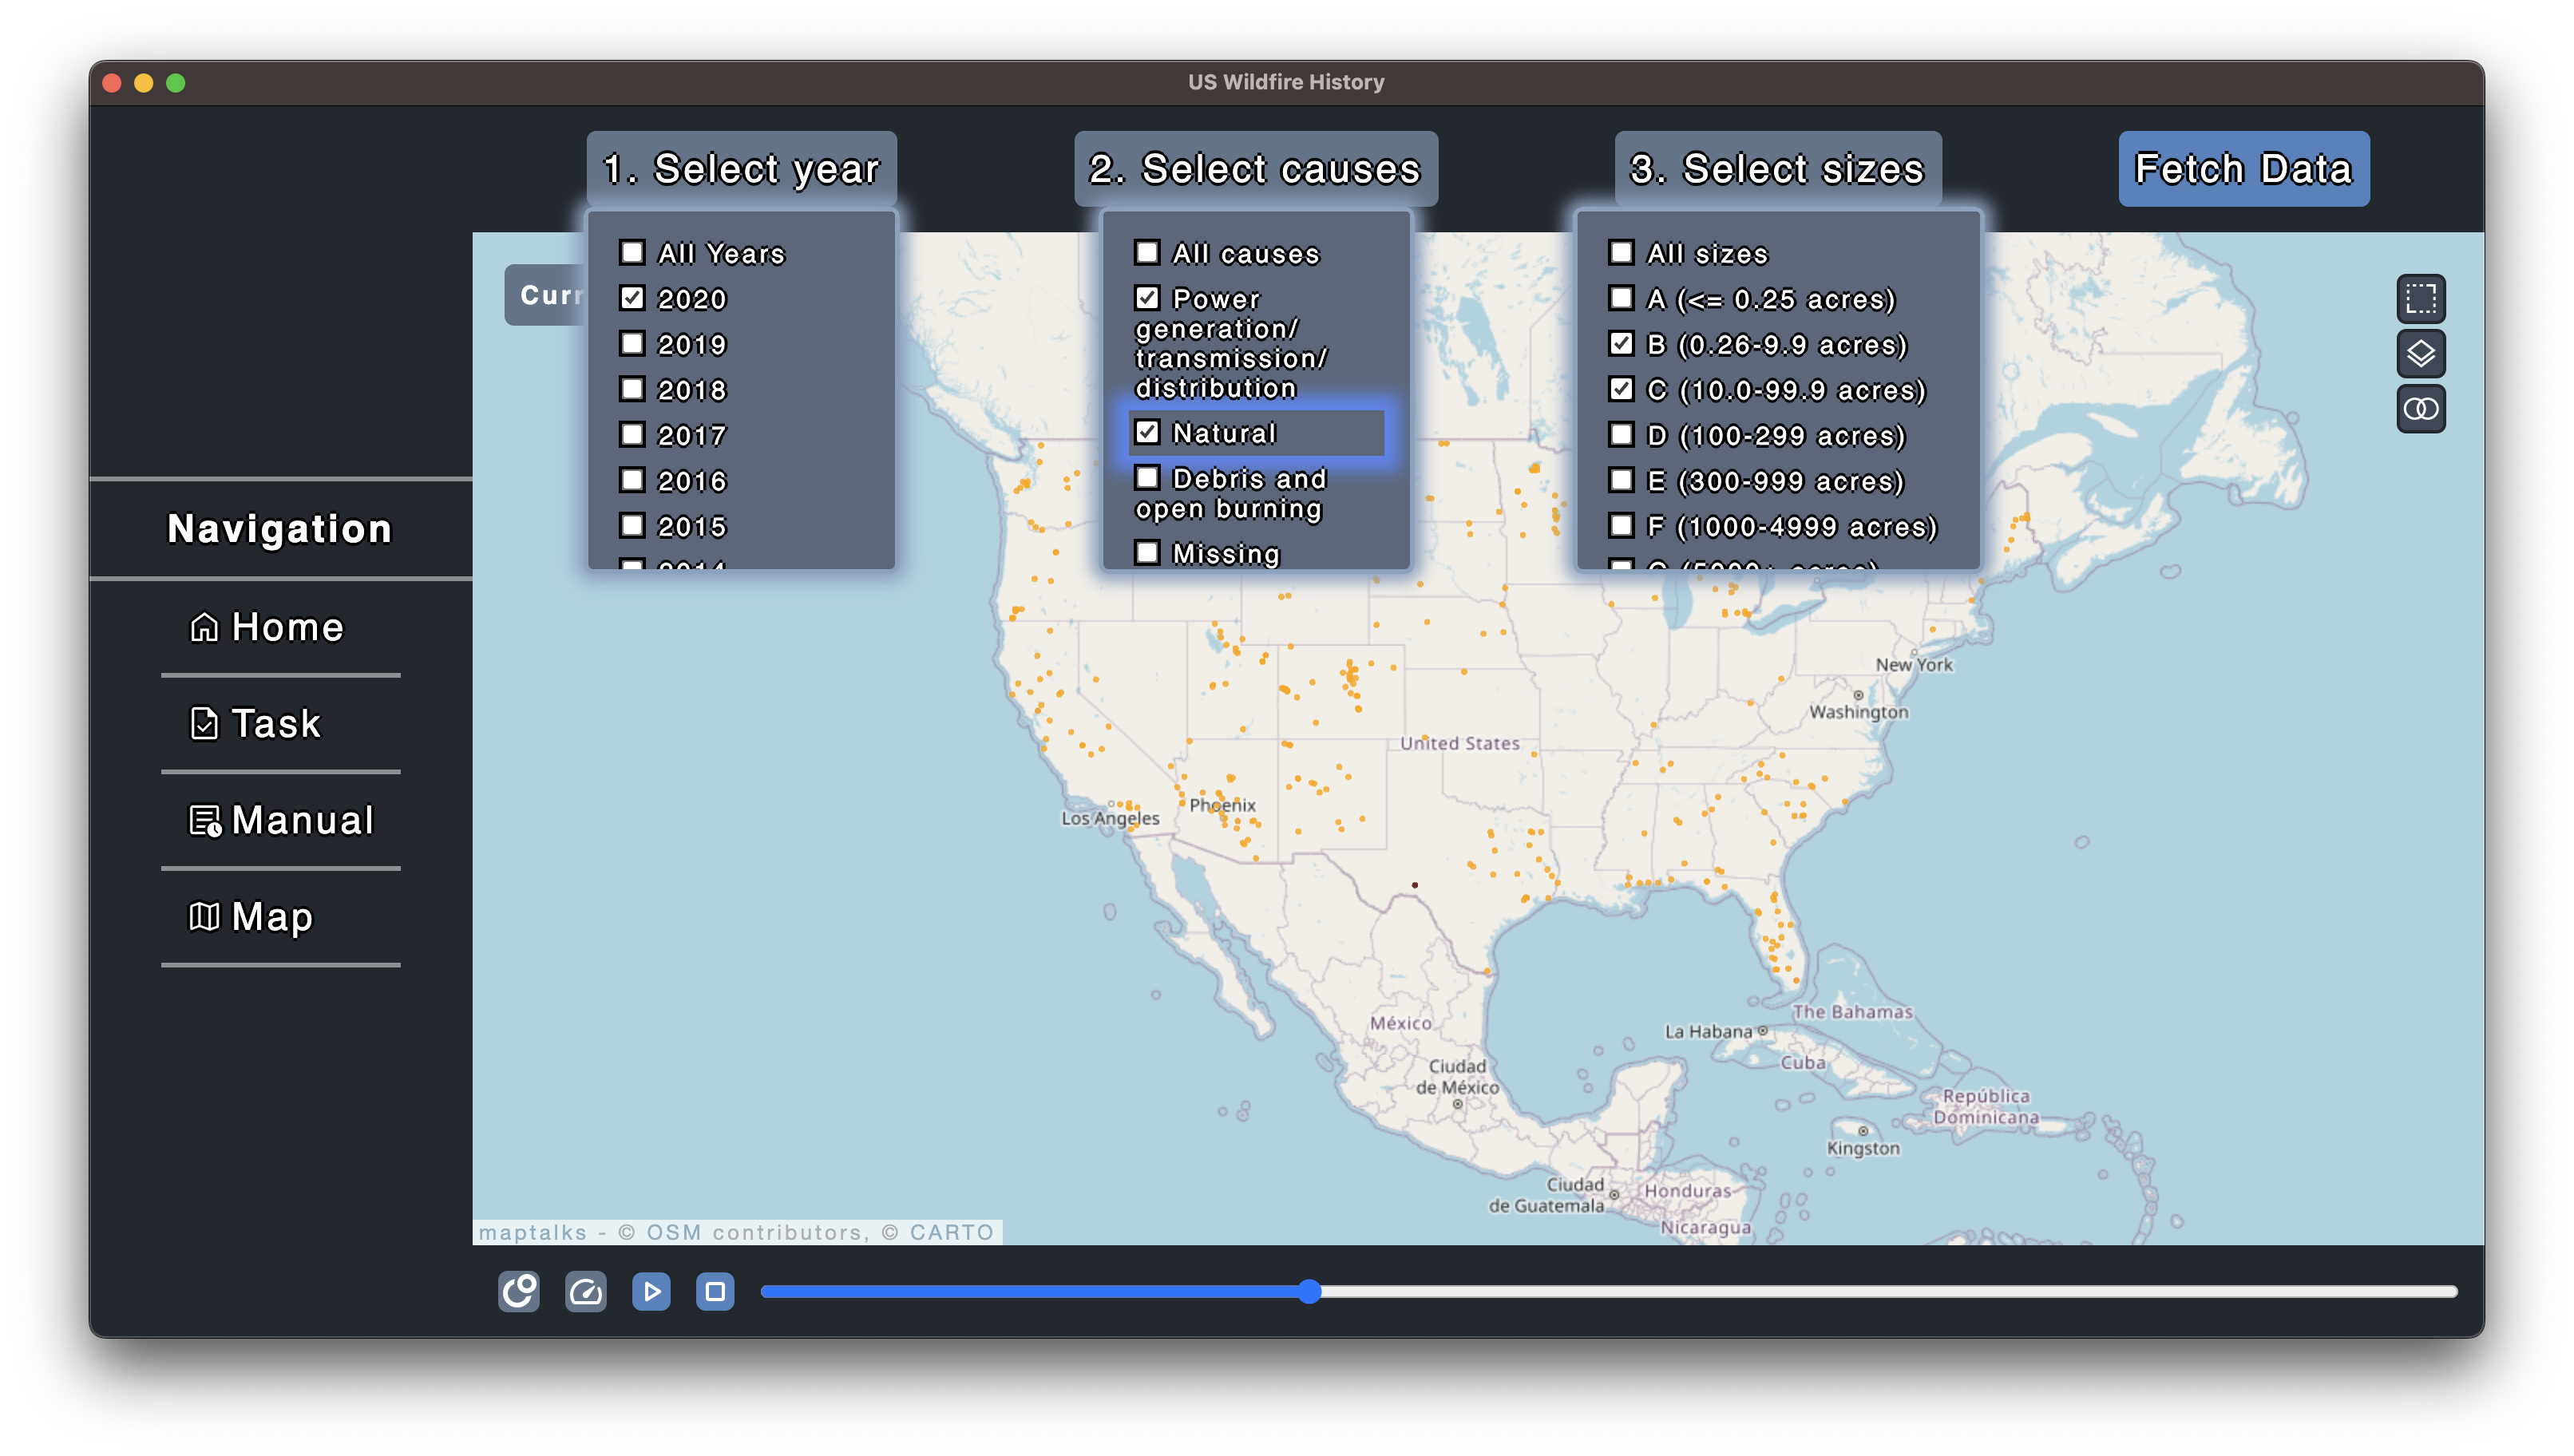 US Wildfire History
1. Select year
2. Select causes
3. Select sizes
Fetch Data
All Years
2020
2019
2018
2017
2016
2015
2014
All causes
Power
generation/
transmission/
distribution
Natural
Debris and
open burning
Missing
All sizes
A (<= 0.25 acres)
B (0.26-9.9 acres)
C (10.0-99.9 acres)
D (100-299 acres)
E (300-999 acres)
F (1000-4999 acres)
G (5000+ acres)
Curr
Navigation
Home
Task
Manual
Map
New York
Washington
United States
Phoenix
Los Angeles
The Bahamas
La Habana
México
Cuba
Ciudad
de México
República
Dominicana
Kingston
Ciudad
de Guatemala
Honduras
Nicaragua
maptalks - © OSM contributors, © CARTO